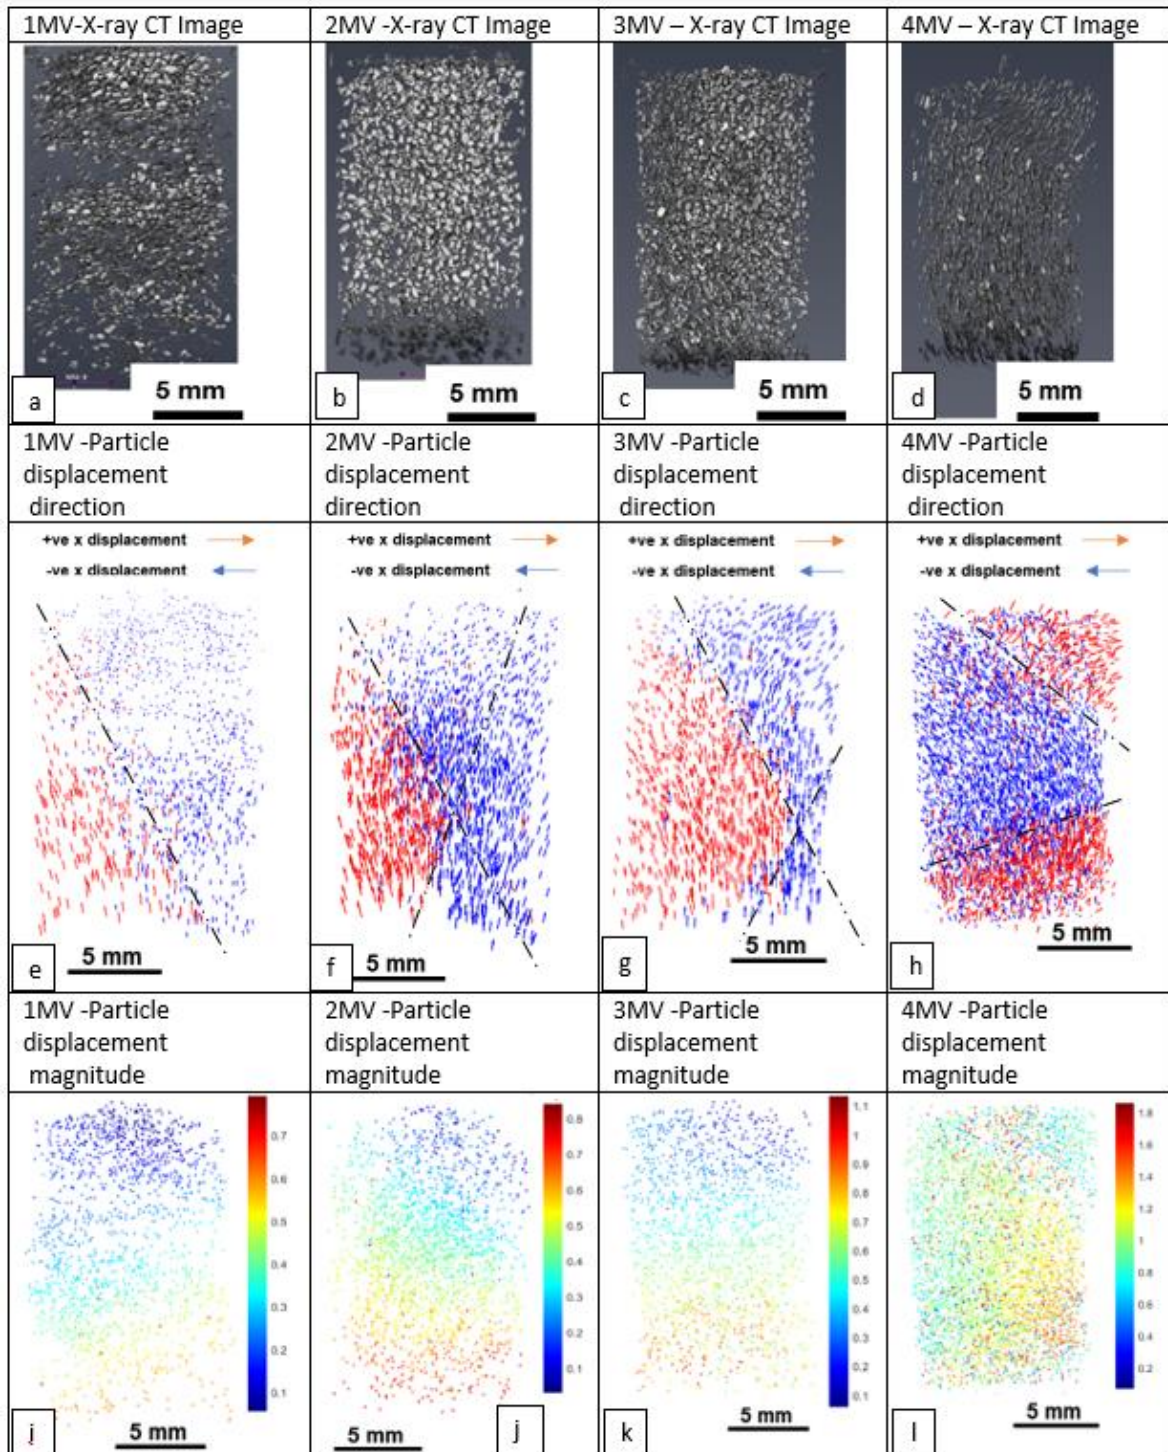 1MV-X-ray CT Image
2MV -X-ray CT Image
3MV – X-ray CT Image
4MV – X-ray CT Image
a
5 mm
b
5 mm
c
5 mm
d
5 mm
1MV -Particle
displacement
direction
2MV -Particle
displacement
direction
3MV -Particle
displacement
direction
4MV -Particle
displacement
direction
+ve x displacement
-ve x displacement
+ve x displacement
-ve x displacement
+ve x displacement
-ve x displacement
+ve x displacement
-ve x displacement
e
5 mm
f
5 mm
g
5 mm
h
5 mm
1MV -Particle
displacement
magnitude
2MV -Particle
displacement
magnitude
3MV -Particle
displacement
magnitude
4MV -Particle
displacement
magnitude
0.7
0.6
0.5
0.4
0.3
0.2
0.1
0.8
0.7
0.6
0.5
0.4
0.3
0.2
0.1
1.1
1
0.9
0.8
0.7
0.6
0.5
0.4
0.3
0.2
0.1
1.8
1.6
1.4
1.2
1
0.8
0.6
0.4
0.2
i
5 mm
5 mm
j
k
5 mm
l
5 mm